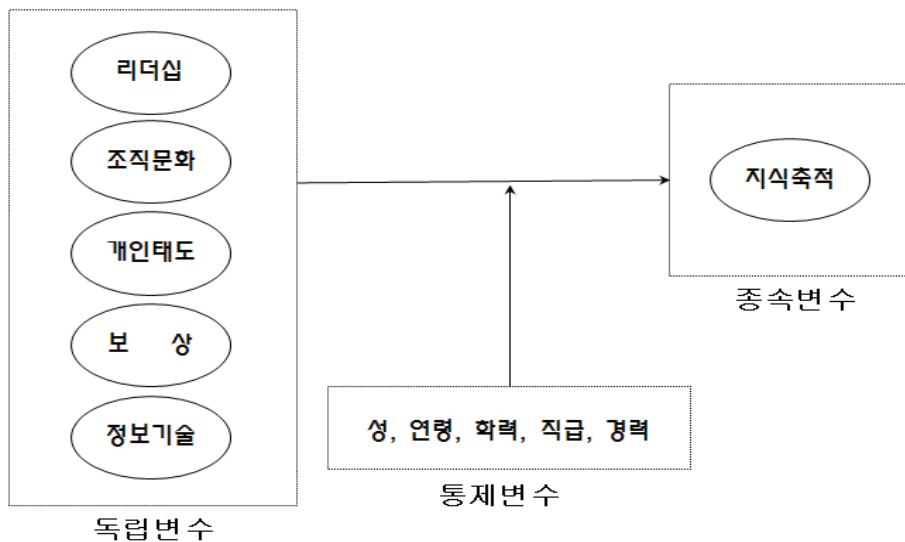 리더십
조직문화
개인태도
보 상
정보기술
독립변수
성, 연령, 학력, 직급, 경력
통제변수
지식축적
종속변수